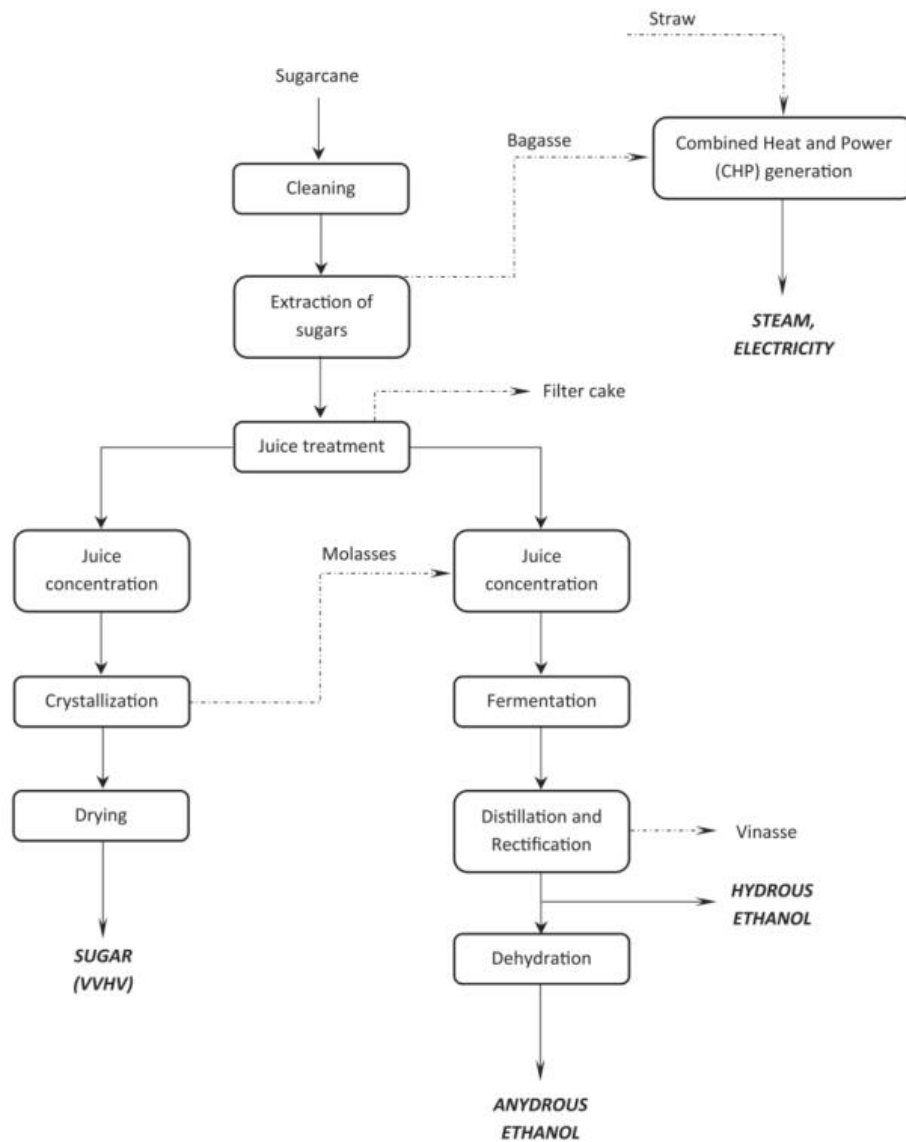 Straw
Sugarcane
Bagasse
Combined Heat and Power
(CHP) generation
Cleaning
Extraction of
sugars
STEAM,
ELECTRICITY
Filter cake
Juice treatment
Juice
concentration
Molasses
Juice
concentration
Crystallization
Fermentation
Drying
Distillation and
Rectification
Vinasse
HYDROUS
ETHANOL
SUGAR
(VVHV)
Dehydration
ANYDROUS
ETHANOL